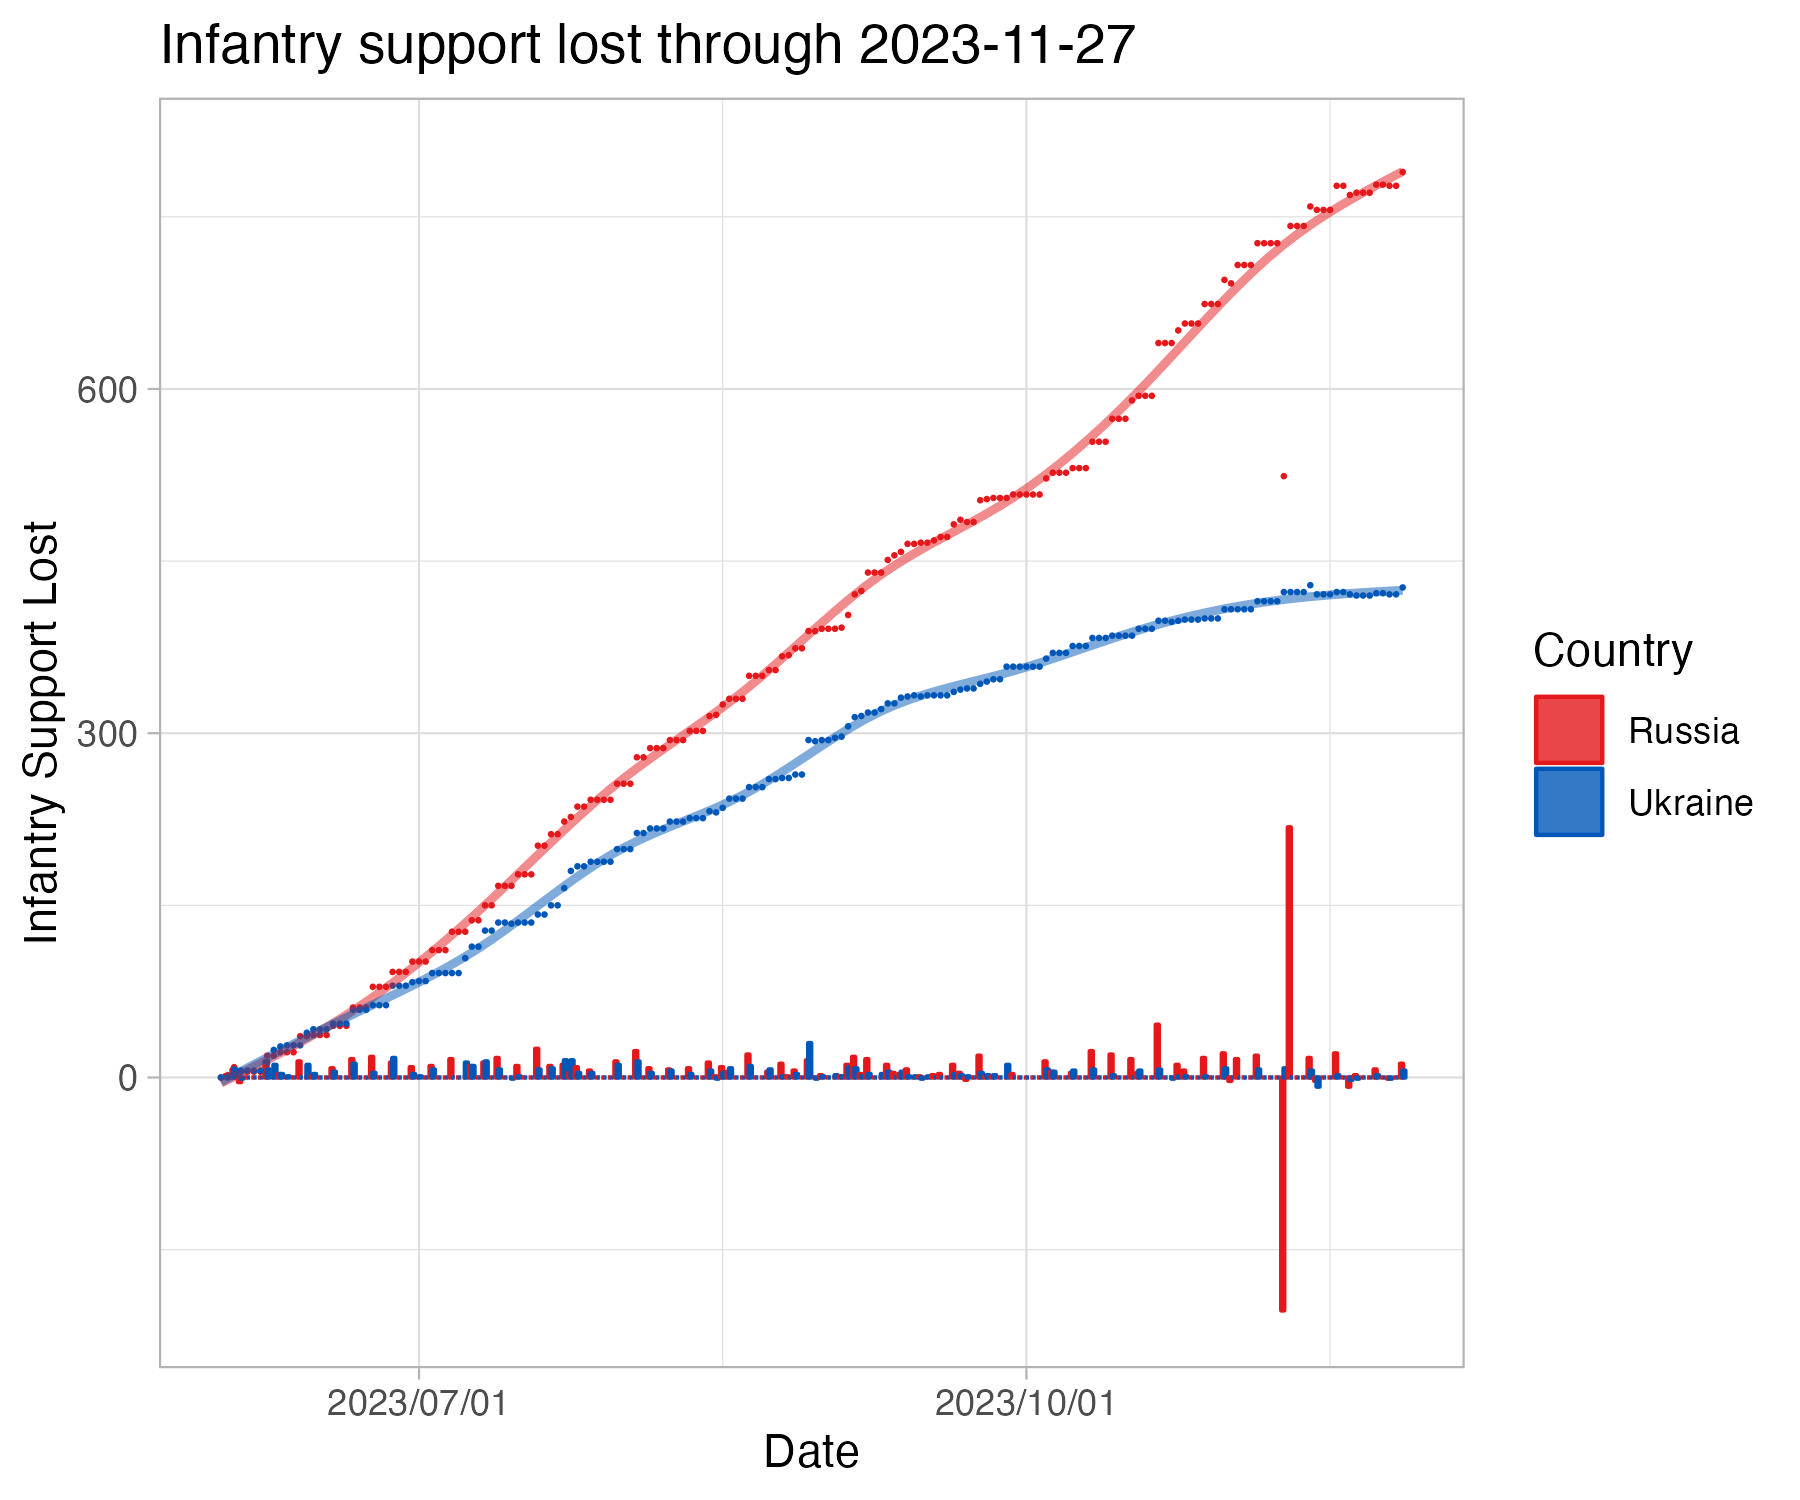 Infantry support lost through 2023-11-27
Infantry Support Lost
600
300
0
2023/07/01
2023/10/01
Date
Country
Russia
Ukraine